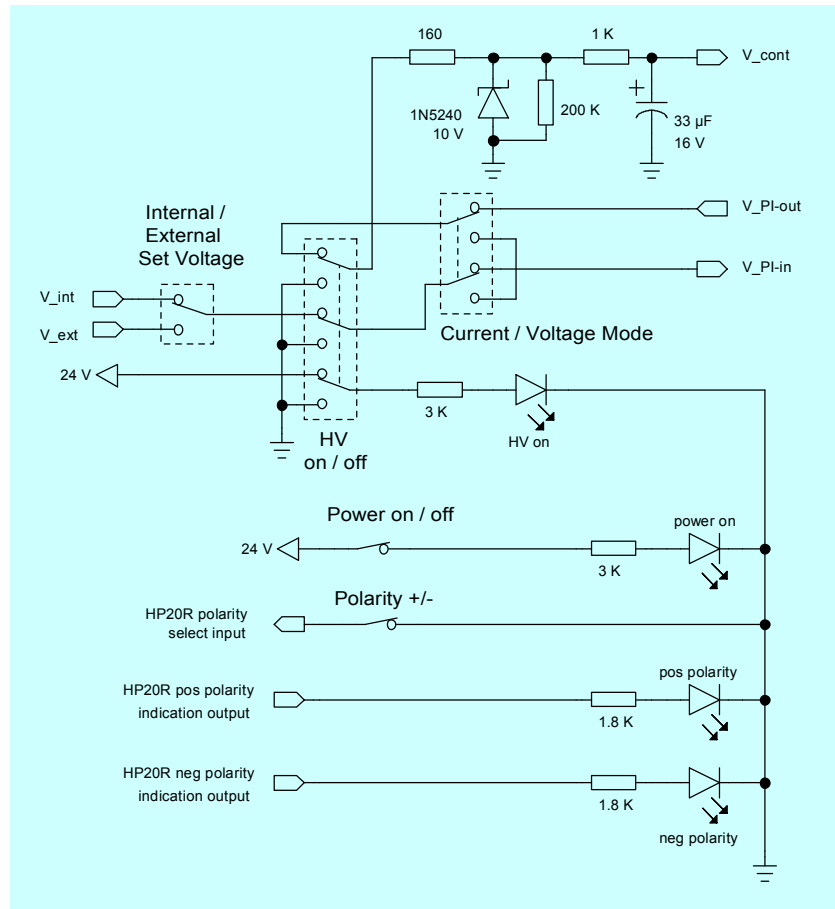 160
1 K
V_cont
1N5240
10 V
200 K
33 µF
16 V
+
V_PI-out
V_PI-in
Internal /
External
Set Voltage
V_int
V_ext
24 V
Current / Voltage Mode
3 K
HV on
HV
on / off
Power on / off
power on
24 V
3 K
Polarity +/-
HP20R polarity
select input
pos polarity
HP20R pos polarity
indication output
1.8 K
HP20R neg polarity
indication output
1.8 K
neg polarity